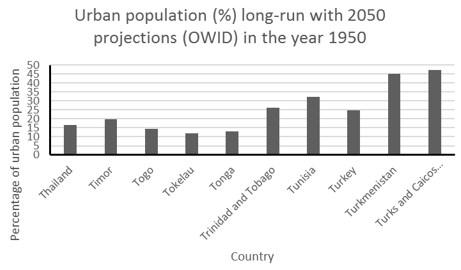 Urban population (%) long-run with 2050
projections (OWID) in the year 1950
Percentage of urban population
50
45
40
35
30
25
20
15
10
5
0
Thailand
Timor
Togo
Tokelau
Tonga
Trinidad and Tobago
Tunisia
Turkey
Turkmenistan
Turks and Caicos...
Country